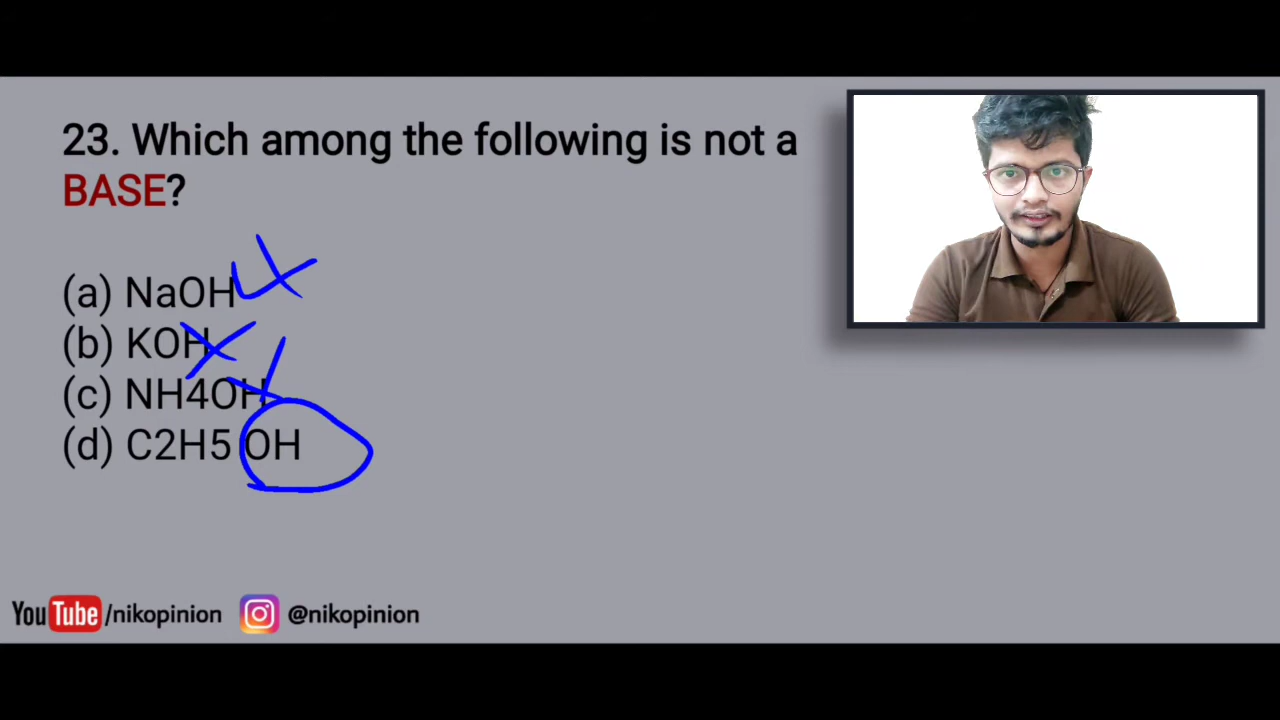 23. Which among the following is not a
BASE?
(a) NaOH
(b) KOH
(c) NH4OH
(d) C2H5 OH
YouTube/nikopinion @nikopinion